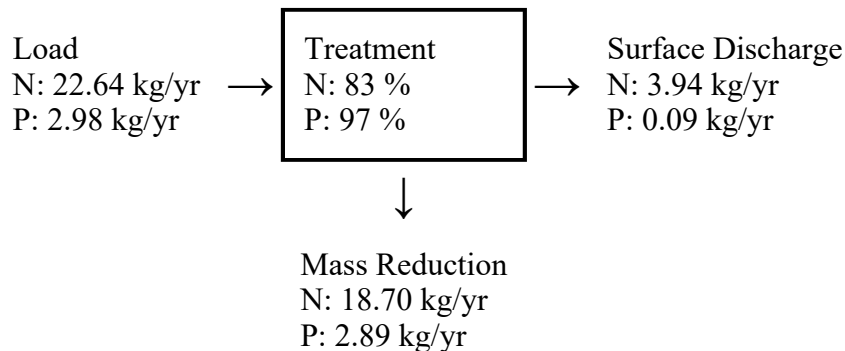 Load
N: 22.64 kg/yr
P: 2.98 kg/yr
→
Treatment
N: 83 %
P: 97 %
→
Surface Discharge
N: 3.94 kg/yr
P: 0.09 kg/yr
↓
Mass Reduction
N: 18.70 kg/yr
P: 2.89 kg/yr